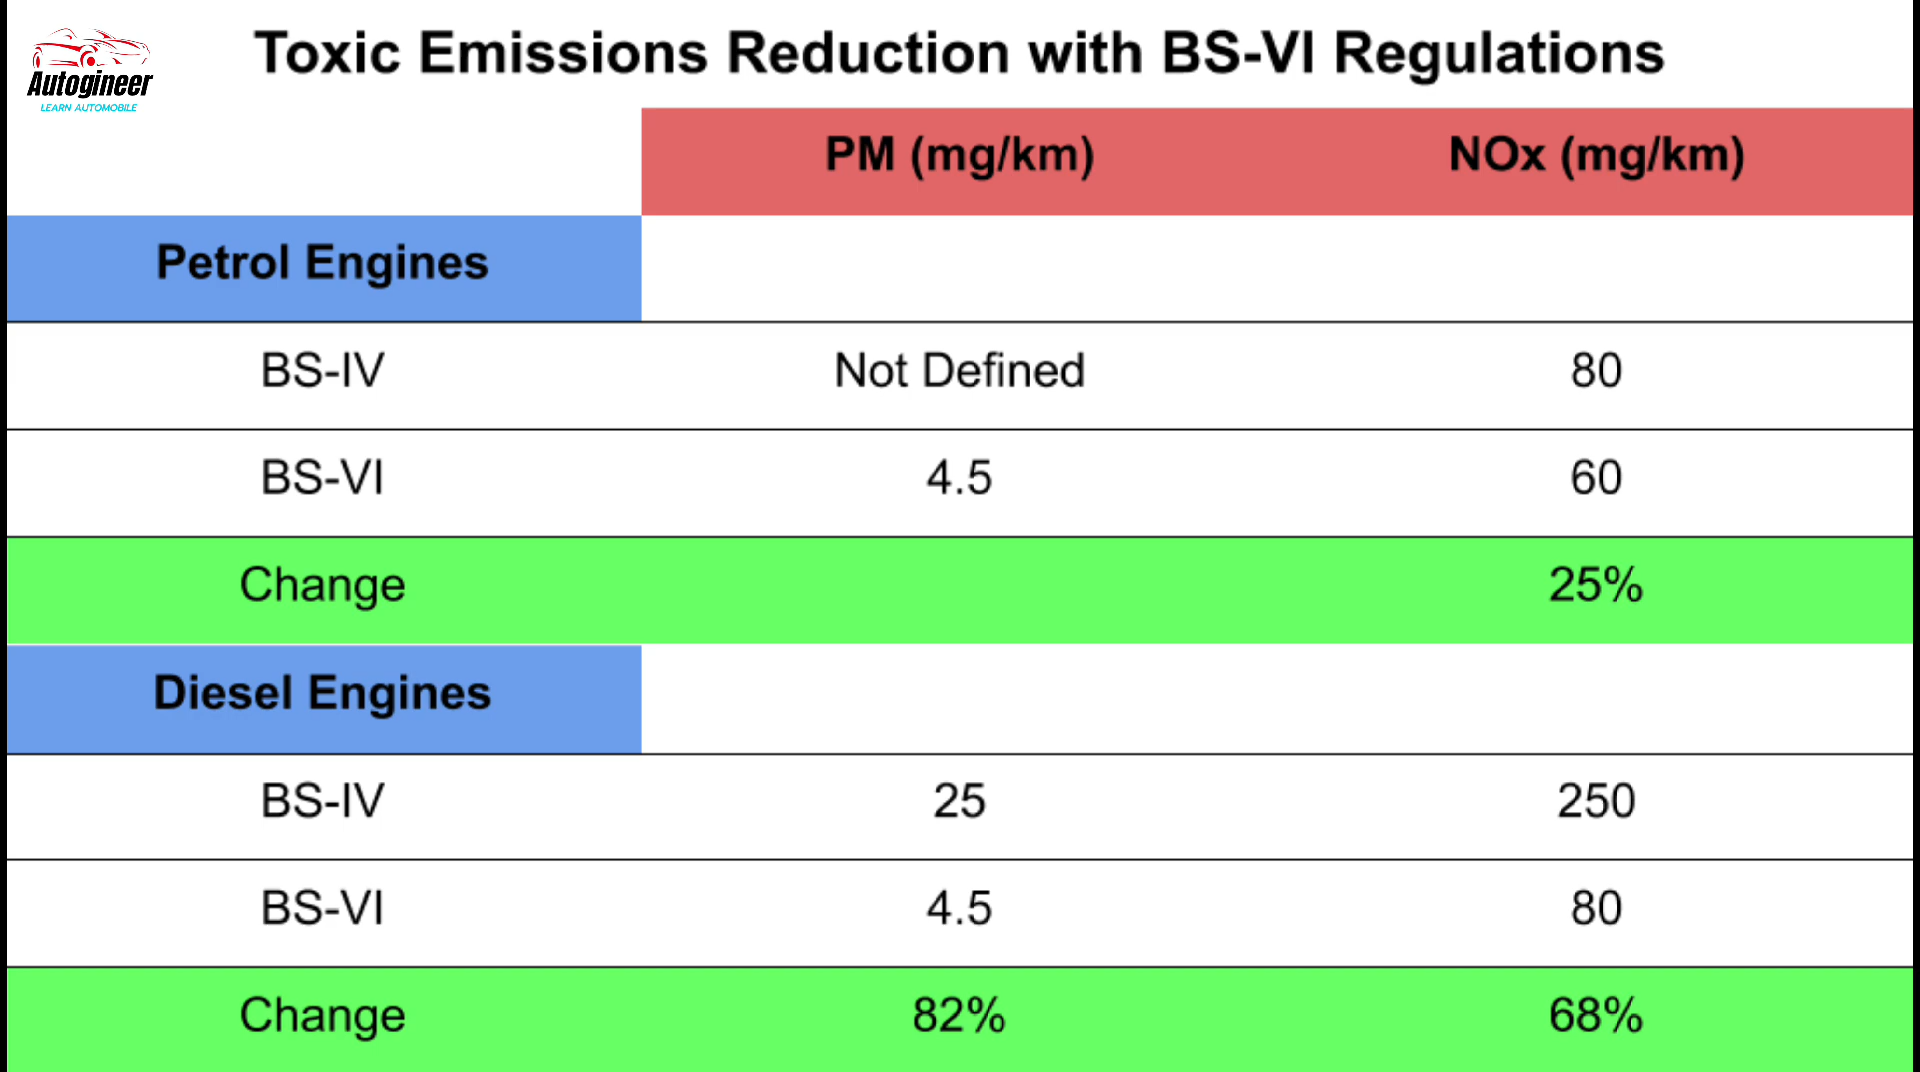 Autogineer
LEARN AUTOMOBILE
Toxic Emissions Reduction with BS-VI Regulations
PM (mg/km) NOx (mg/km)
Petrol Engines
BS-IV Not Defined 80
BS-VI 4.5 60
Change 25%
Diesel Engines
BS-IV 25 250
BS-VI 4.5 80
Change 82% 68%